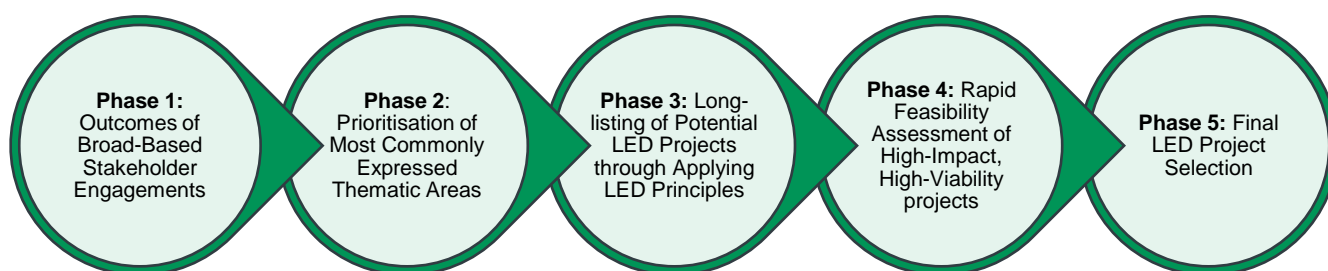 Phase 1:
Outcomes of
Broad-Based
Stakeholder
Engagements
Phase 2:
Prioritisation of
Most Commonly
Expressed
Thematic Areas
Phase 3: Long-
listing of Potential
LED Projects
through Applying
LED Principles
Phase 4: Rapid
Feasibility
Assessment of
High-Impact,
High-Viability
projects
Phase 5: Final
LED Project
Selection